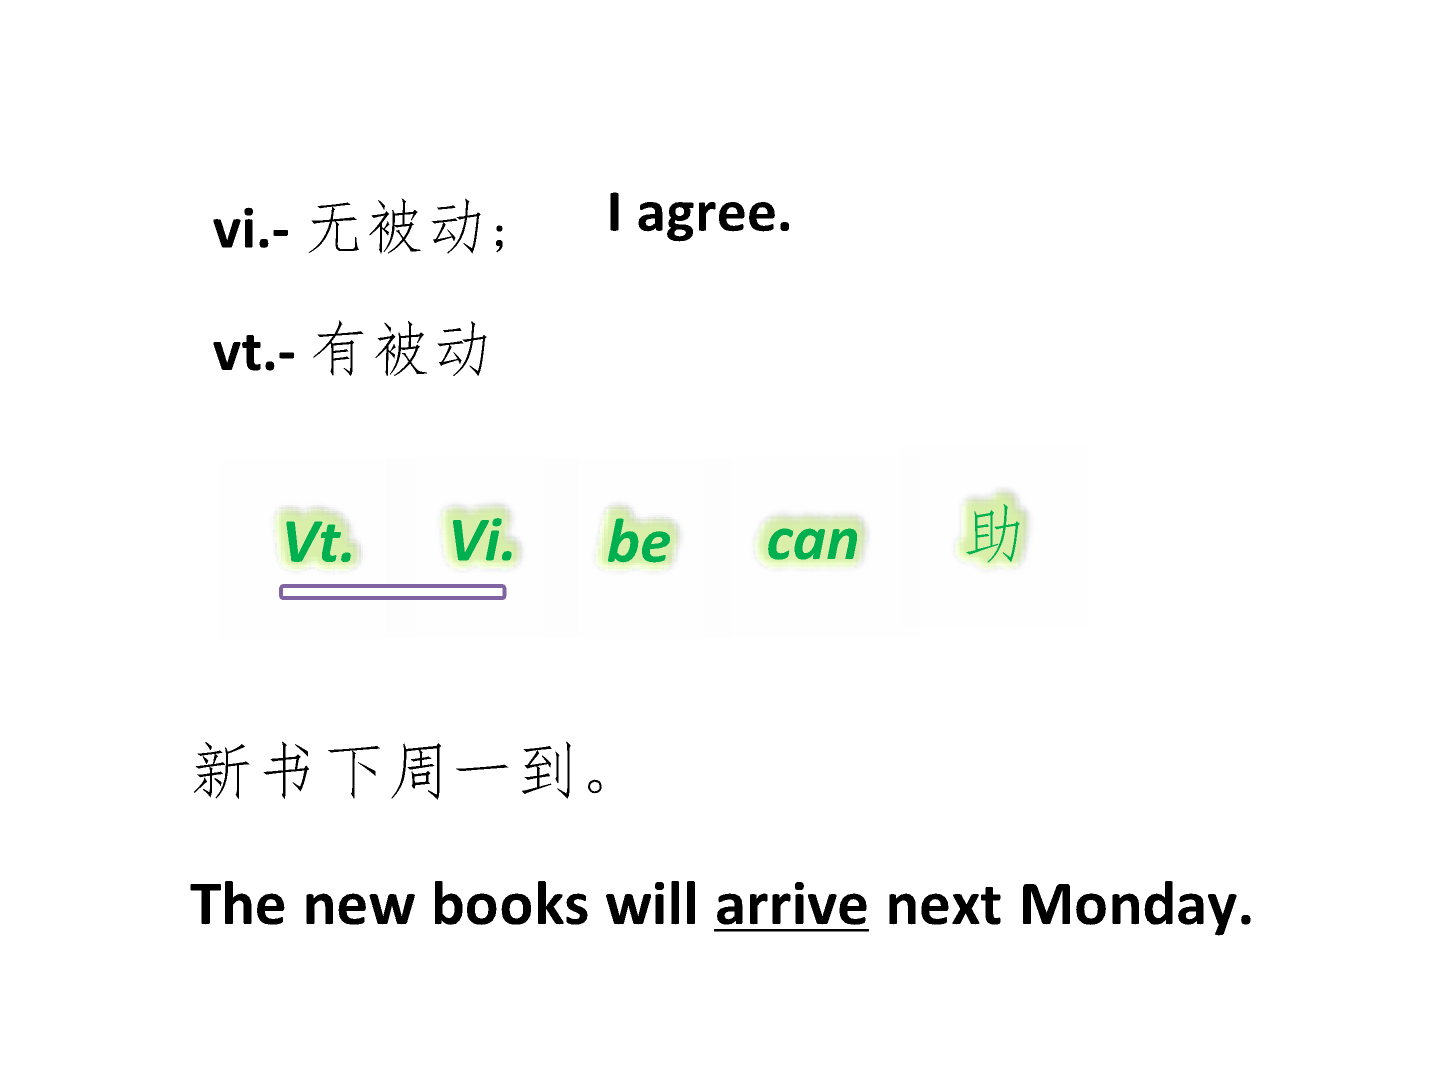 vi.- 无被动； I agree.
vt.- 有被动
Vt. Vi. be can 助
新书下周一到。
The new books will arrive next Monday.